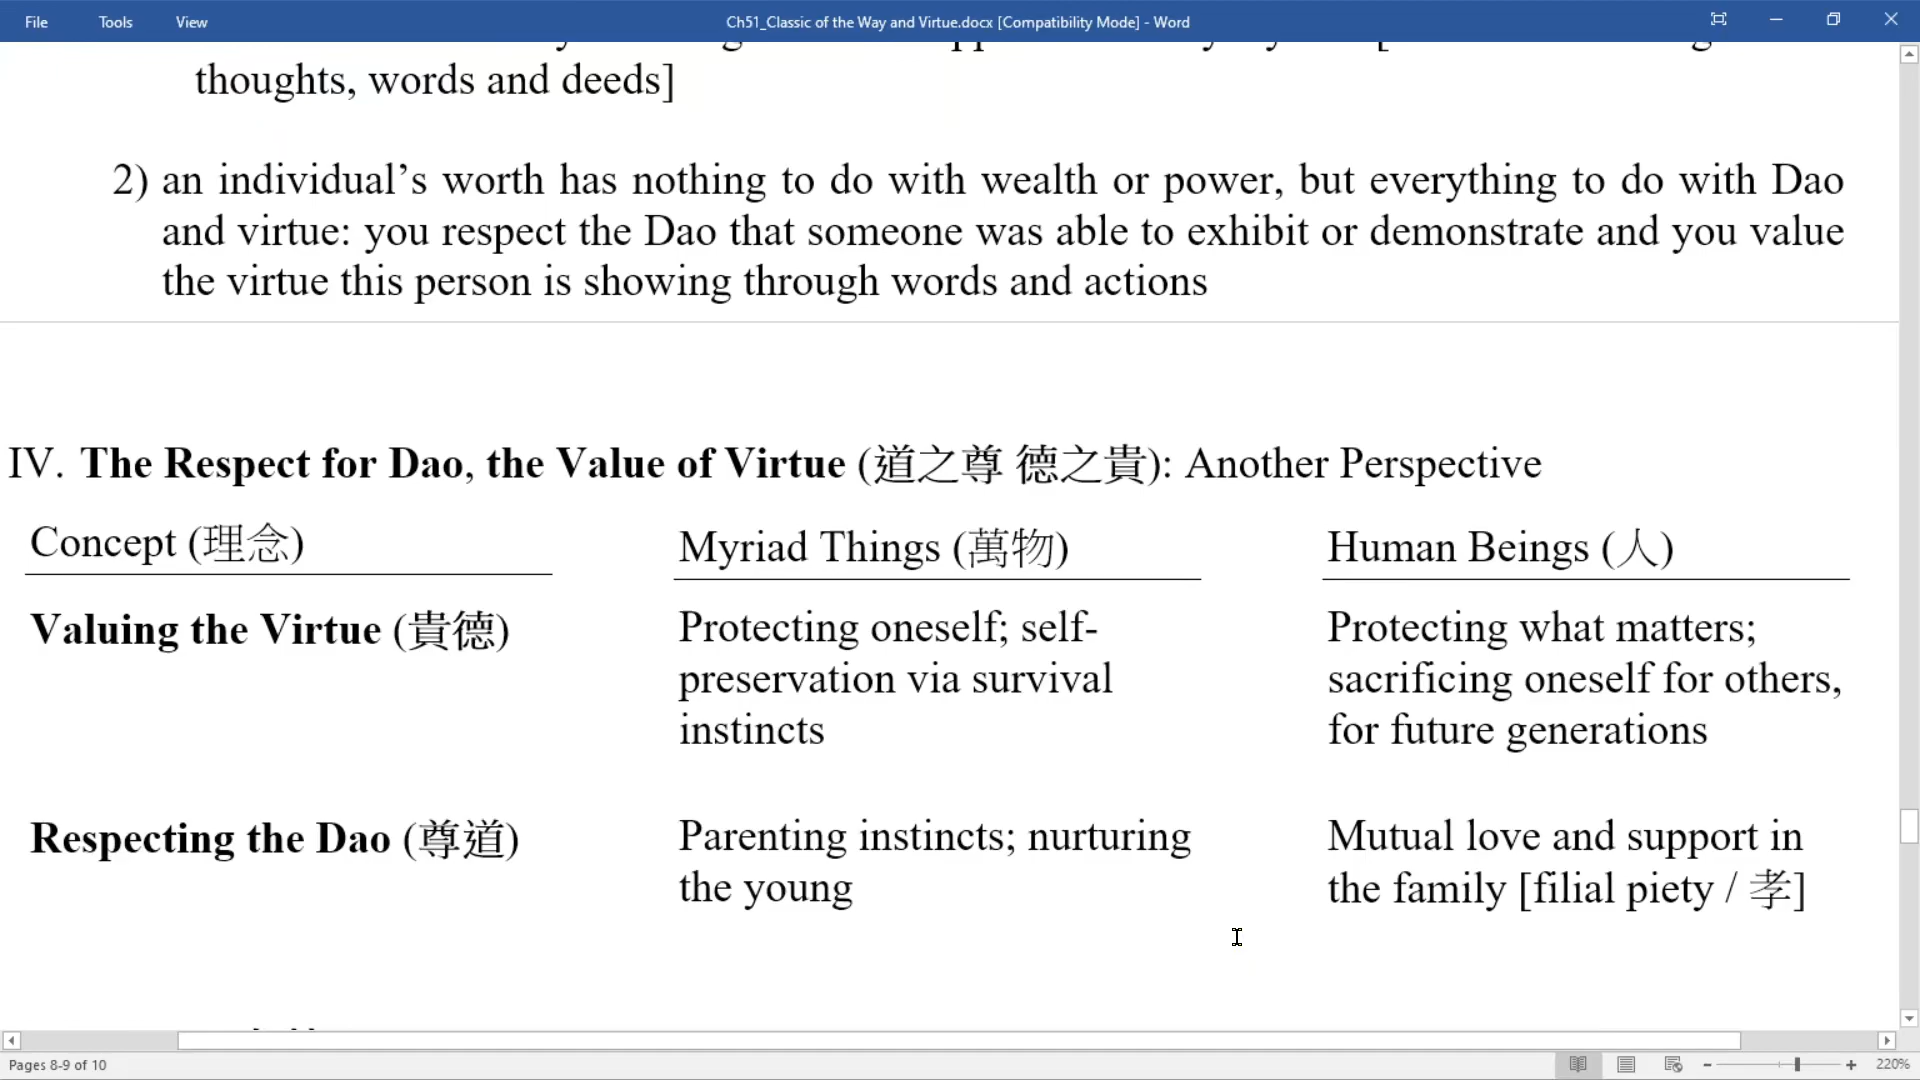 File Tools View Ch51_Classic of the Way and Virtue.docx [Compatibility Mode] - Word
thoughts, words and deeds]
2) an individual’s worth has nothing to do with wealth or power, but everything to do with Dao
and virtue: you respect the Dao that someone was able to exhibit or demonstrate and you value
the virtue this person is showing through words and actions
IV. The Respect for Dao, the Value of Virtue (道之尊 德之貴): Another Perspective
Concept (理念) Myriad Things (萬物) Human Beings (人)
Valuing the Virtue (貴德) Protecting oneself; self- Protecting what matters;
preservation via survival sacrificing oneself for others,
instincts for future generations
Respecting the Dao (尊道) Parenting instincts; nurturing Mutual love and support in
the young the family [filial piety / 孝]
Pages 8-9 of 10 220%